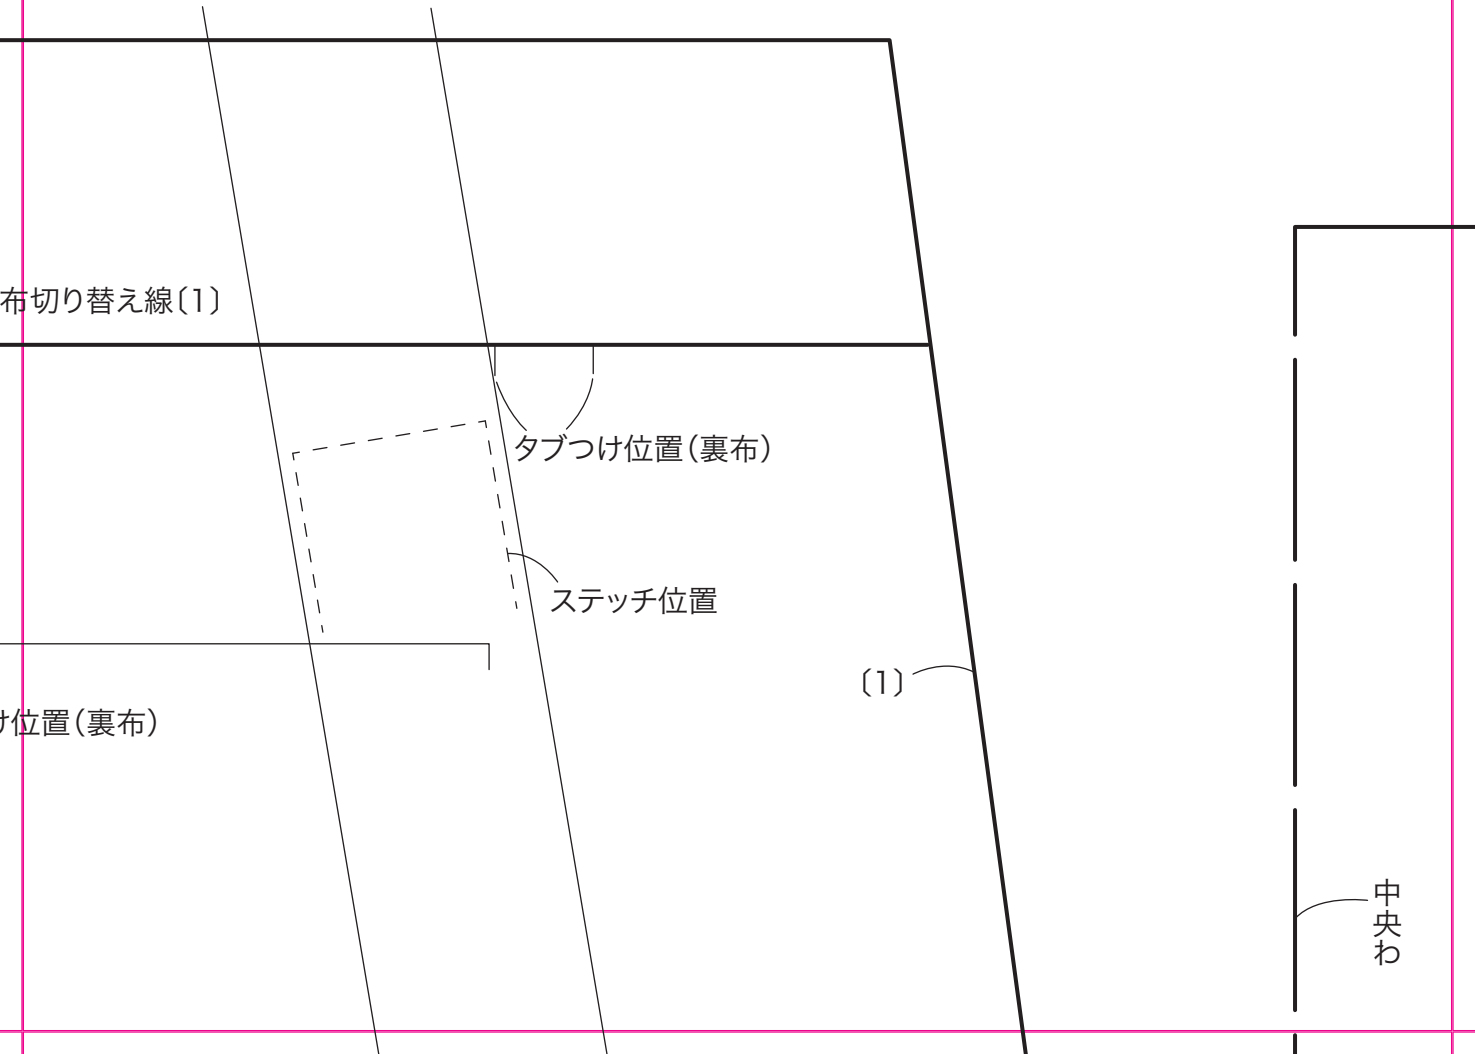 布切り替え線〔1〕
タブつけ位置（裏布）
ステッチ位置
〔1〕
け位置（裏布）
中央わ